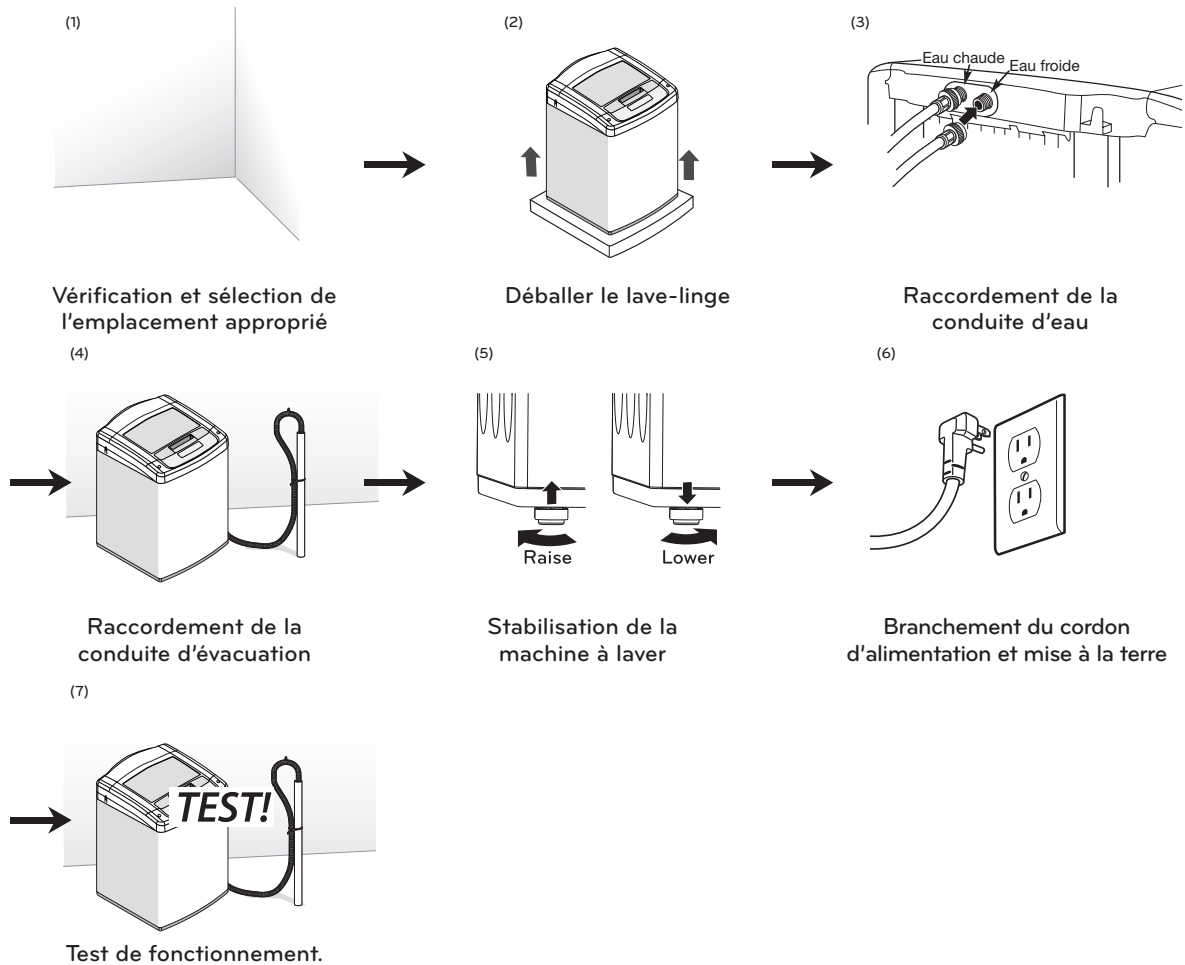 (1)
(2)
(3)
Eau chaude
Eau froide
Vérification et sélection de
l'emplacement approprié
Déballer le lave-linge
Raccordement de la
conduite d'eau
(4)
(5)
(6)
Raise
Lower
Raccordement de la
conduite d'évacuation
Stabilisation de la
machine à laver
Branchement du cordon
d'alimentation et mise à la terre
(7)
TEST!
Test de fonctionnement.